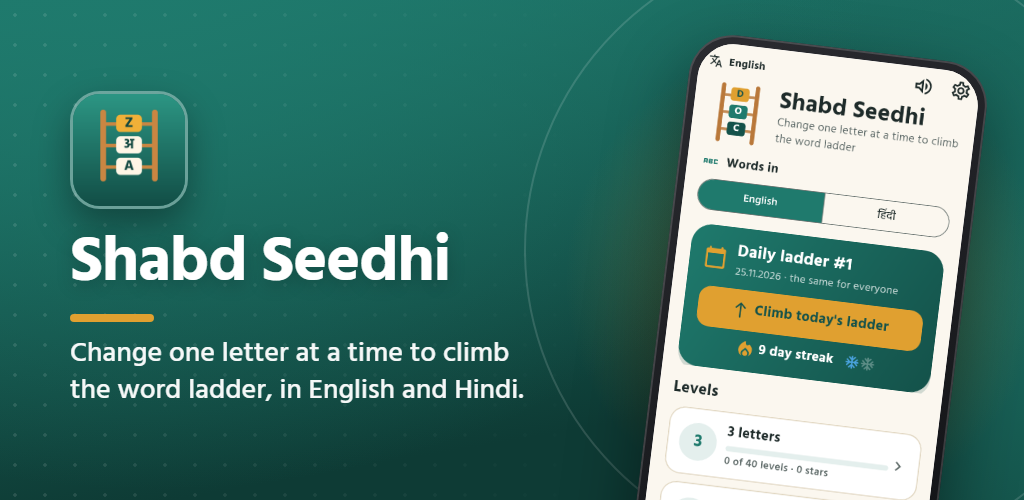 Z
अ
A
Shabd Seedhi
Change one letter at a time to climb
the word ladder, in English and Hindi.
English
D
O
C
Shabd Seedhi
Change one letter at a time to climb
the word ladder
ABC Words in
English
हिंदी
Daily ladder #1
25.11.2026 · the same for everyone
↑ Climb today's ladder
9 day streak
Levels
3
3 letters
0 of 40 levels · 0 stars